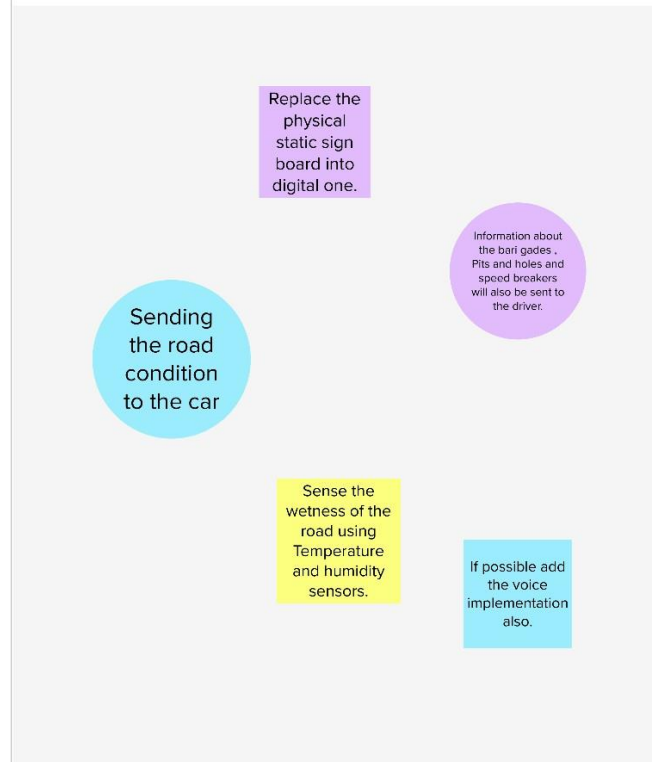 Replace the
physical
static sign
board into
digital one.
Information about
the bari gades ,
Pits and holes and
speed breakers
will also be sent to
the driver.
Sending
the road
condition
to the car
Sense the
wetness of the
road using
Temperature
and humidity
sensors.
If possible add
the voice
implementation
also.